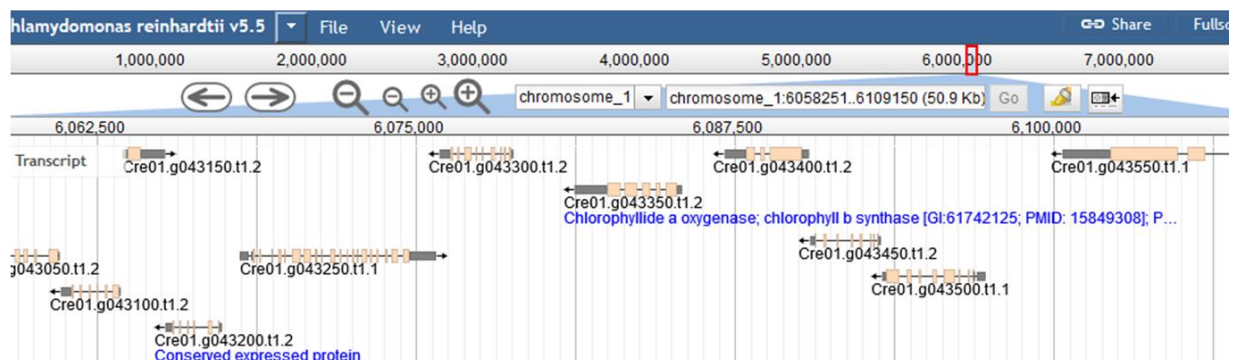 hlamydomonas reinhardtii v5.5 File View Help Share Fullsc
1,000,000 2,000,000 3,000,000 4,000,000 5,000,000 6,000,000 7,000,000
chromosome_1 chromosome_1:6058251..6109150 (50.9 Kb) Go
6,062,500 6,075,000 6,087,500 6,100,000
Transcript
Cre01.g043150.t1.2 Cre01.g043300.t1.2 Cre01.g043400.t1.2 Cre01.g043550.t1.1
Cre01.g043350.t1.2
Chlorophyllide a oxygenase; chlorophyll b synthase [GI:61742125; PMID: 15849308]; P...
Cre01.g043450.t1.2
g043050.t1.2 Cre01.g043250.t1.1
Cre01.g043500.t1.1
Cre01.g043100.t1.2
Cre01.g043200.t1.2
Conserved expressed protein